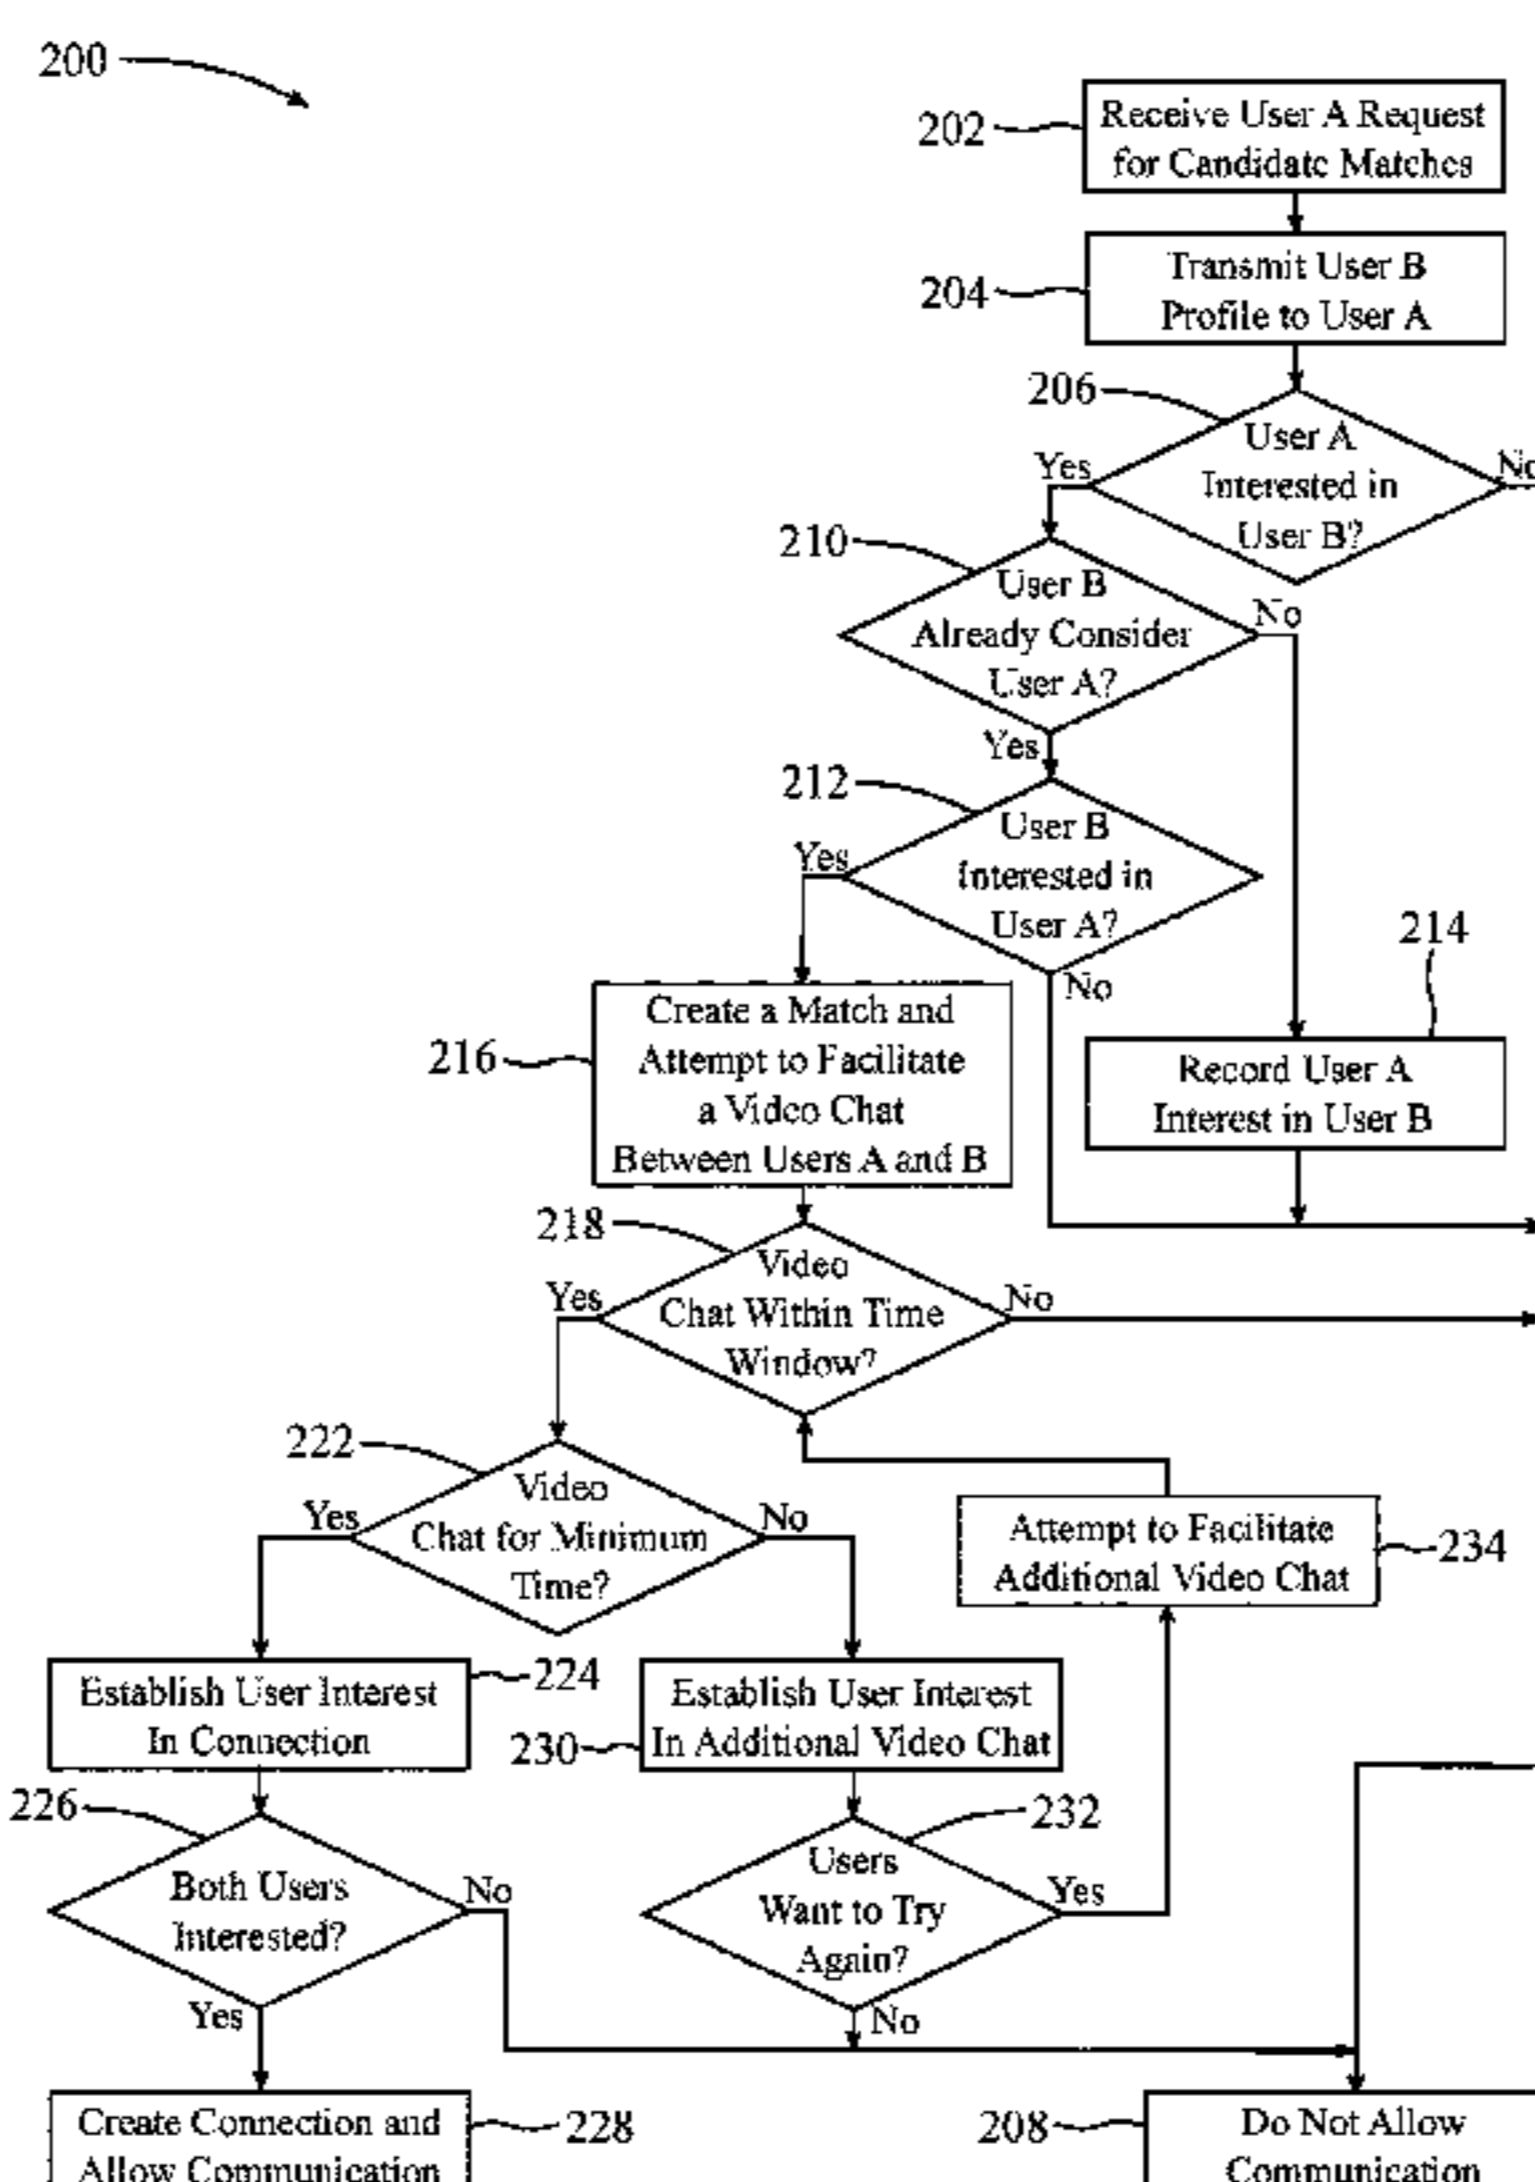 200
202
Receive User A Request
for Candidate Matches
204
Transmit User B
Profile to User A
206
User A
Interested in
User B?
Yes
No
210
User B
Already Consider
User A?
No
Yes
212
User B
Interested in
User A?
Yes
No
214
Record User A
Interest in User B
216
Create a Match and
Attempt to Facilitate
a Video Chat
Between Users A and B
218
Video
Chat Within Time
Window?
Yes
No
222
Video
Chat for Minimum
Time?
Yes
No
Attempt to Facilitate
Additional Video Chat
234
Establish User Interest
In Connection
224
230
Establish User Interest
In Additional Video Chat
226
Both Users
Interested?
No
Yes
232
Users
Want to Try
Again?
Yes
No
Create Connection and
Allow Communication
228
208
Do Not Allow
Communication